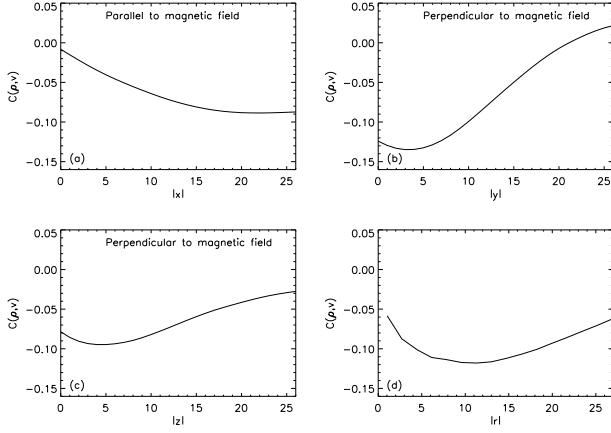 Parallel to magnetic field
0.05
0.00
−0.05
−0.10
−0.15
C(ρ,v)
(a)
0 5 10 15 20 25
|x|
Perpendicular to magnetic field
0.05
0.00
−0.05
−0.10
−0.15
C(ρ,v)
(b)
0 5 10 15 20 25
|y|
Perpendicular to magnetic field
0.05
0.00
−0.05
−0.10
−0.15
C(ρ,v)
(c)
0 5 10 15 20 25
|z|
0.05
0.00
−0.05
−0.10
−0.15
C(ρ,v)
(d)
0 5 10 15 20 25
|r|